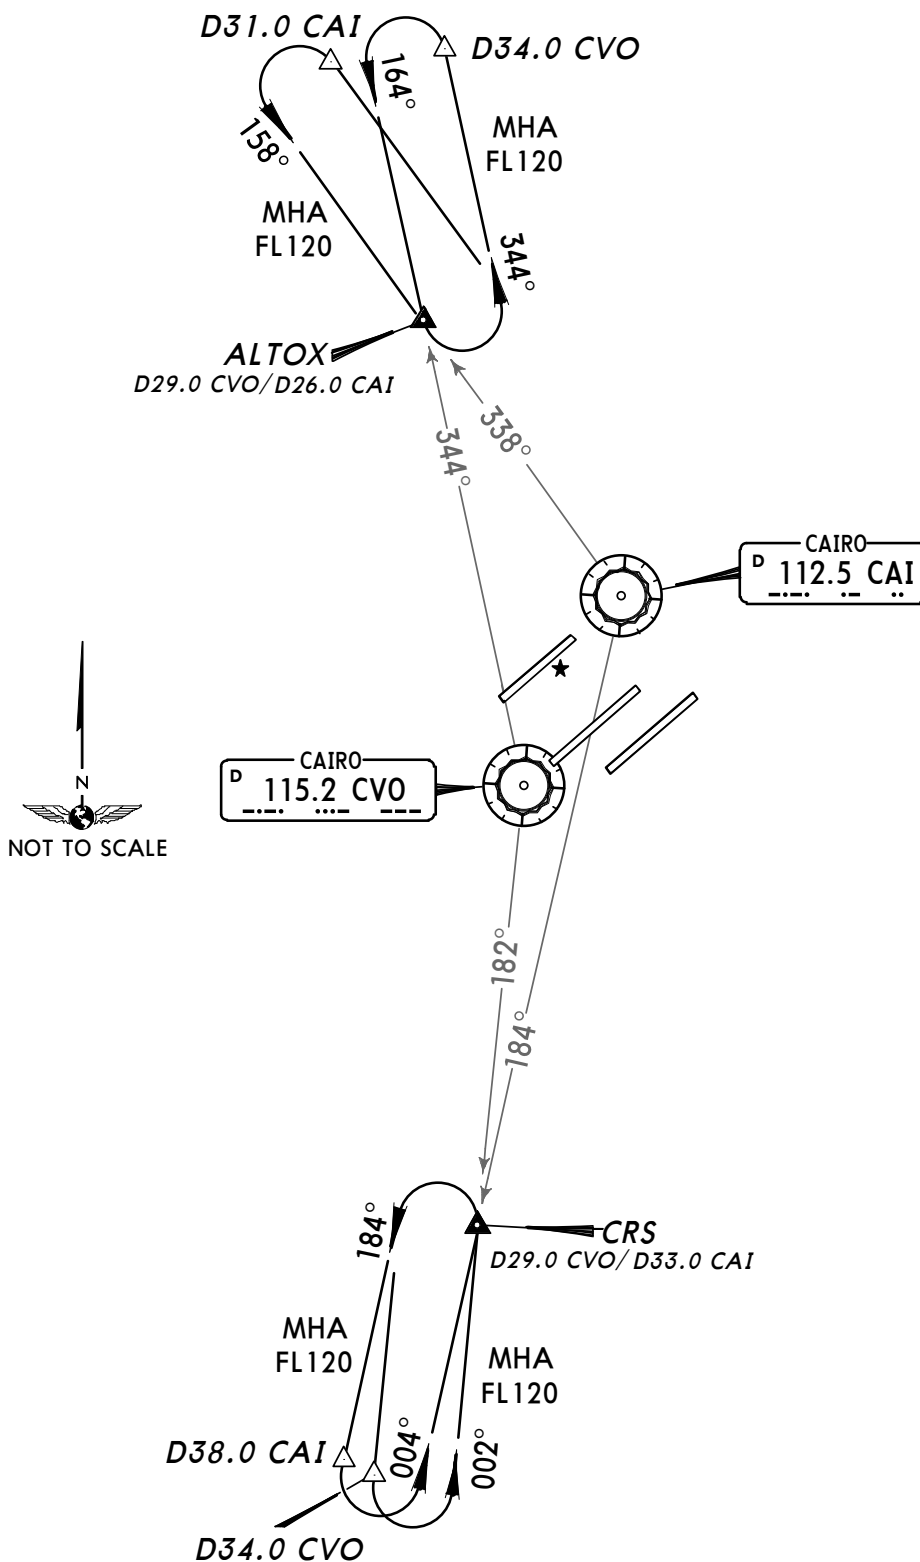 D31.0 CAI
D34.0 CVO
164°
158°
MHA
FL120
MHA
FL120
344°
ALTOX
D29.0 CVO/D26.0 CAI
338°
344°
CAIRO
D 112.5 CAI
CAIRO
D 115.2 CVO
N
NOT TO SCALE
182°
184°
184°
CRS
D29.0 CVO/D33.0 CAI
MHA
FL120
MHA
FL120
004°
002°
D38.0 CAI
D34.0 CVO